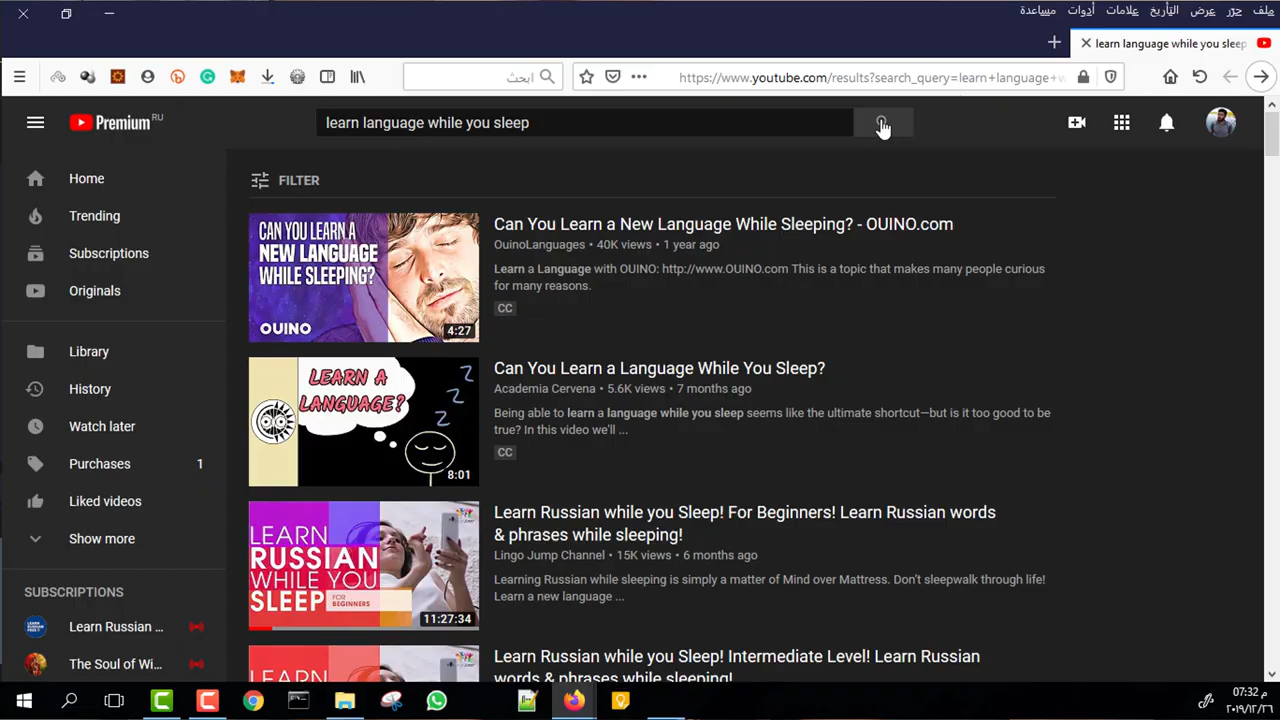 ملف حرّر عرض التأريخ علامات أدوات مساعدة
learn language while you sleep
https://www.youtube.com/results?search_query=learn+language+w
ابحث
Premium RU
learn language while you sleep
Home
Trending
Subscriptions
Originals
Library
History
Watch later
Purchases 1
Liked videos
Show more
SUBSCRIPTIONS
Learn Russian ...
The Soul of Wi...
FILTER
CAN YOU LEARN A
NEW LANGUAGE
WHILE SLEEPING?
OUINO
4:27
Can You Learn a New Language While Sleeping? - OUINO.com
OuinoLanguages • 40K views • 1 year ago
Learn a Language with OUINO: http://www.OUINO.com This is a topic that makes many people curious
for many reasons.
CC
LEARN A
LANGUAGE?
Z
Z
Z
8:01
Can You Learn a Language While You Sleep?
Academia Cervena • 5.6K views • 7 months ago
Being able to learn a language while you sleep seems like the ultimate shortcut—but is it too good to be
true? In this video we'll ...
CC
LEARN
RUSSIAN
WHILE YOU
SLEEP
FOR
BEGINNERS
11:27:34
Learn Russian while you Sleep! For Beginners! Learn Russian words
& phrases while sleeping!
Lingo Jump Channel • 15K views • 6 months ago
Learning Russian while sleeping is simply a matter of Mind over Mattress. Don't sleepwalk through life!
Learn a new language ...
LEARN
Learn Russian while you Sleep! Intermediate Level! Learn Russian
words & phrases while sleeping!
07:32 م
٢٠١٩/١٢/٢٦